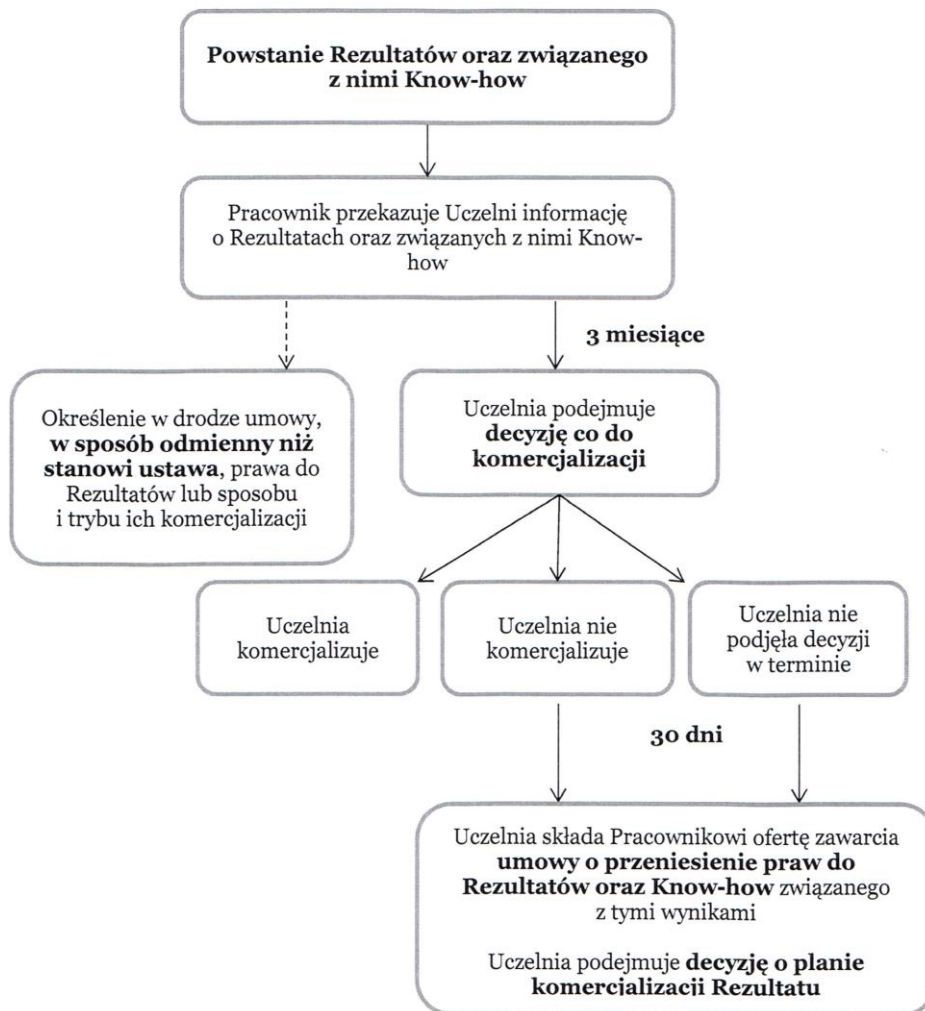 Powstanie Rezultatów oraz związanego
z nimi Know-how
Pracownik przekazuje Uczelni informację
o Rezultatach oraz związanych z nimi Know-
how
3 miesiące
Określenie w drodze umowy,
w sposób odmienny niż
stanowi ustawa, prawa do
Rezultatów lub sposobu
i trybu ich komercjalizacji
Uczelnia podejmuje
decyzję co do
komercjalizacji
Uczelnia
komercjalizuje
Uczelnia nie
komercjalizuje
Uczelnia nie
podjęła decyzji
w terminie
30 dni
Uczelnia składa Pracownikowi ofertę zawarcia
umowy o przeniesienie praw do
Rezultatów oraz Know-how związanego
z tymi wynikami
Uczelnia podejmuje decyzję o planie
komercjalizacji Rezultatu